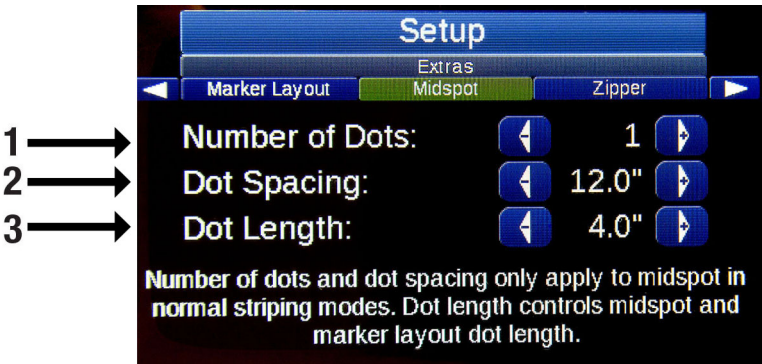 Setup
Extras
Marker Layout Midspot Zipper
1 Number of Dots: - 1 +
2 Dot Spacing: - 12.0" +
3 Dot Length: - 4.0" +
Number of dots and dot spacing only apply to midspot in
normal striping modes. Dot length controls midspot and
marker layout dot length.